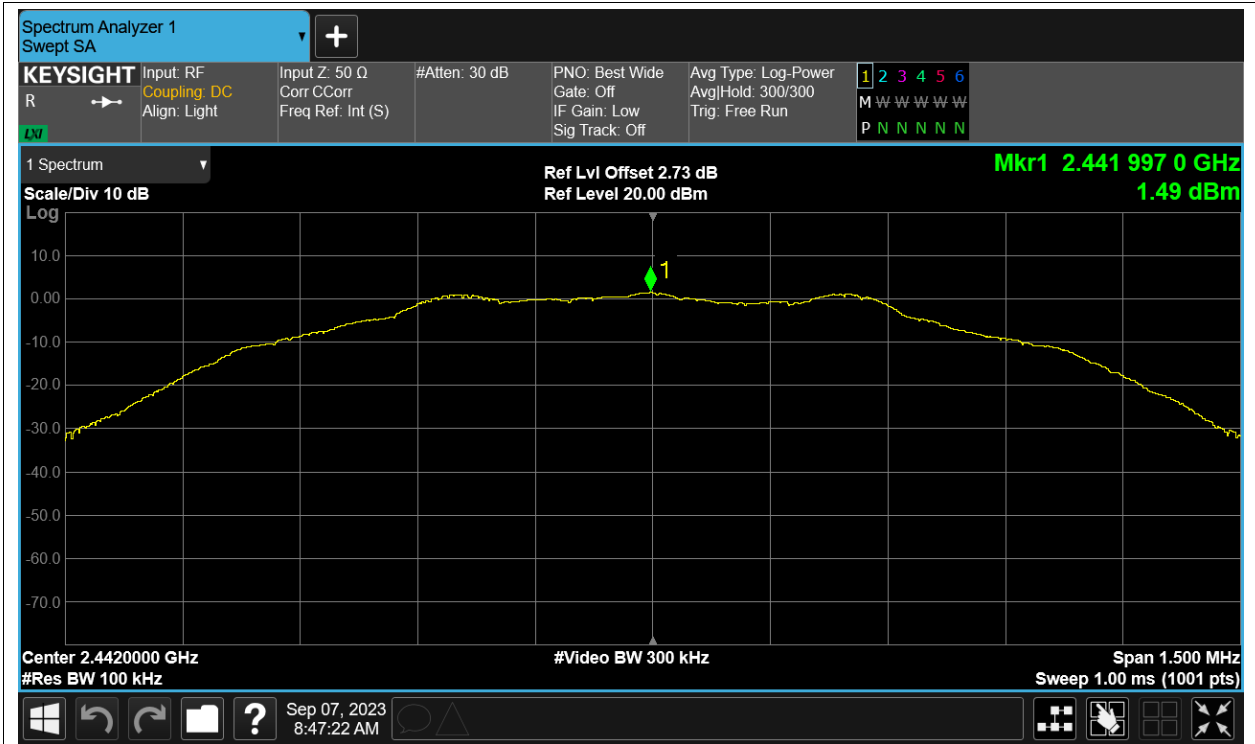 Spectrum Analyzer 1
Swept SA
+
KEYSIGHT
R
LXI
Input: RF
Coupling: DC
Align: Light
Input Z: 50 Ω
Corr CCorr
Freq Ref: Int (S)
#Atten: 30 dB
PNO: Best Wide
Gate: Off
IF Gain: Low
Sig Track: Off
Avg Type: Log-Power
Avg|Hold: 300/300
Trig: Free Run
1 2 3 4 5 6
M W W W W W
P N N N N N
1 Spectrum
Scale/Div 10 dB
Log
Ref Lvl Offset 2.73 dB
Ref Level 20.00 dBm
Mkr1 2.441 997 0 GHz
1.49 dBm
10.0
0.00
-10.0
-20.0
-30.0
-40.0
-50.0
-60.0
-70.0
1
Center 2.4420000 GHz
#Res BW 100 kHz
#Video BW 300 kHz
Span 1.500 MHz
Sweep 1.00 ms (1001 pts)
?
Sep 07, 2023
8:47:22 AM